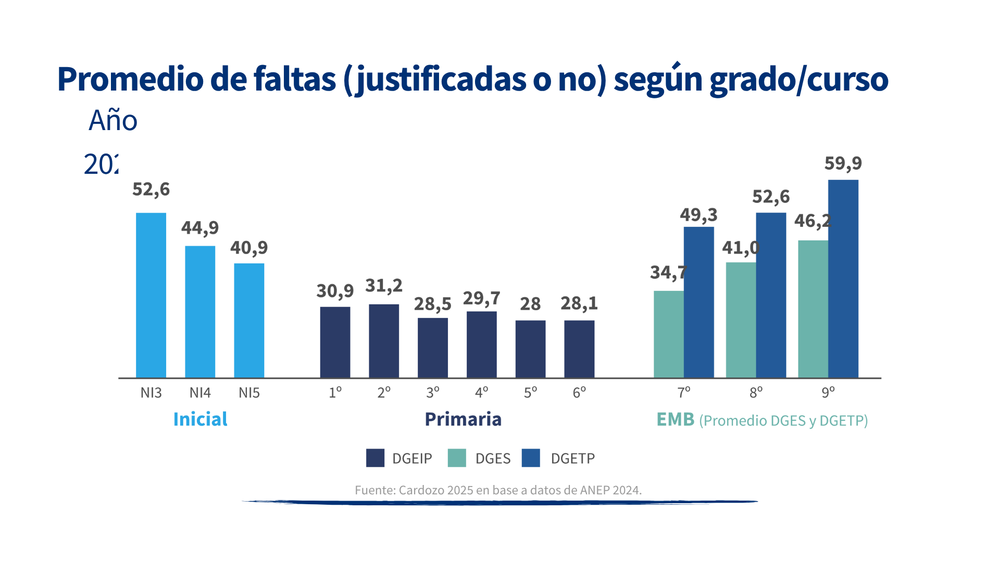 Promedio de faltas (justificadas o no) según grado/curso
Año
52,6
44,9
40,9
30,9
31,2
28,5
29,7
28
28,1
34,7
49,3
41,0
52,6
46,2
59,9
NI3 NI4 NI5 1º 2º 3º 4º 5º 6º 7º 8º 9º
Inicial Primaria EMB (Promedio DGES y DGETP)
DGEIP DGES DGETP
Fuente: Cardozo 2025 en base a datos de ANEP 2024.